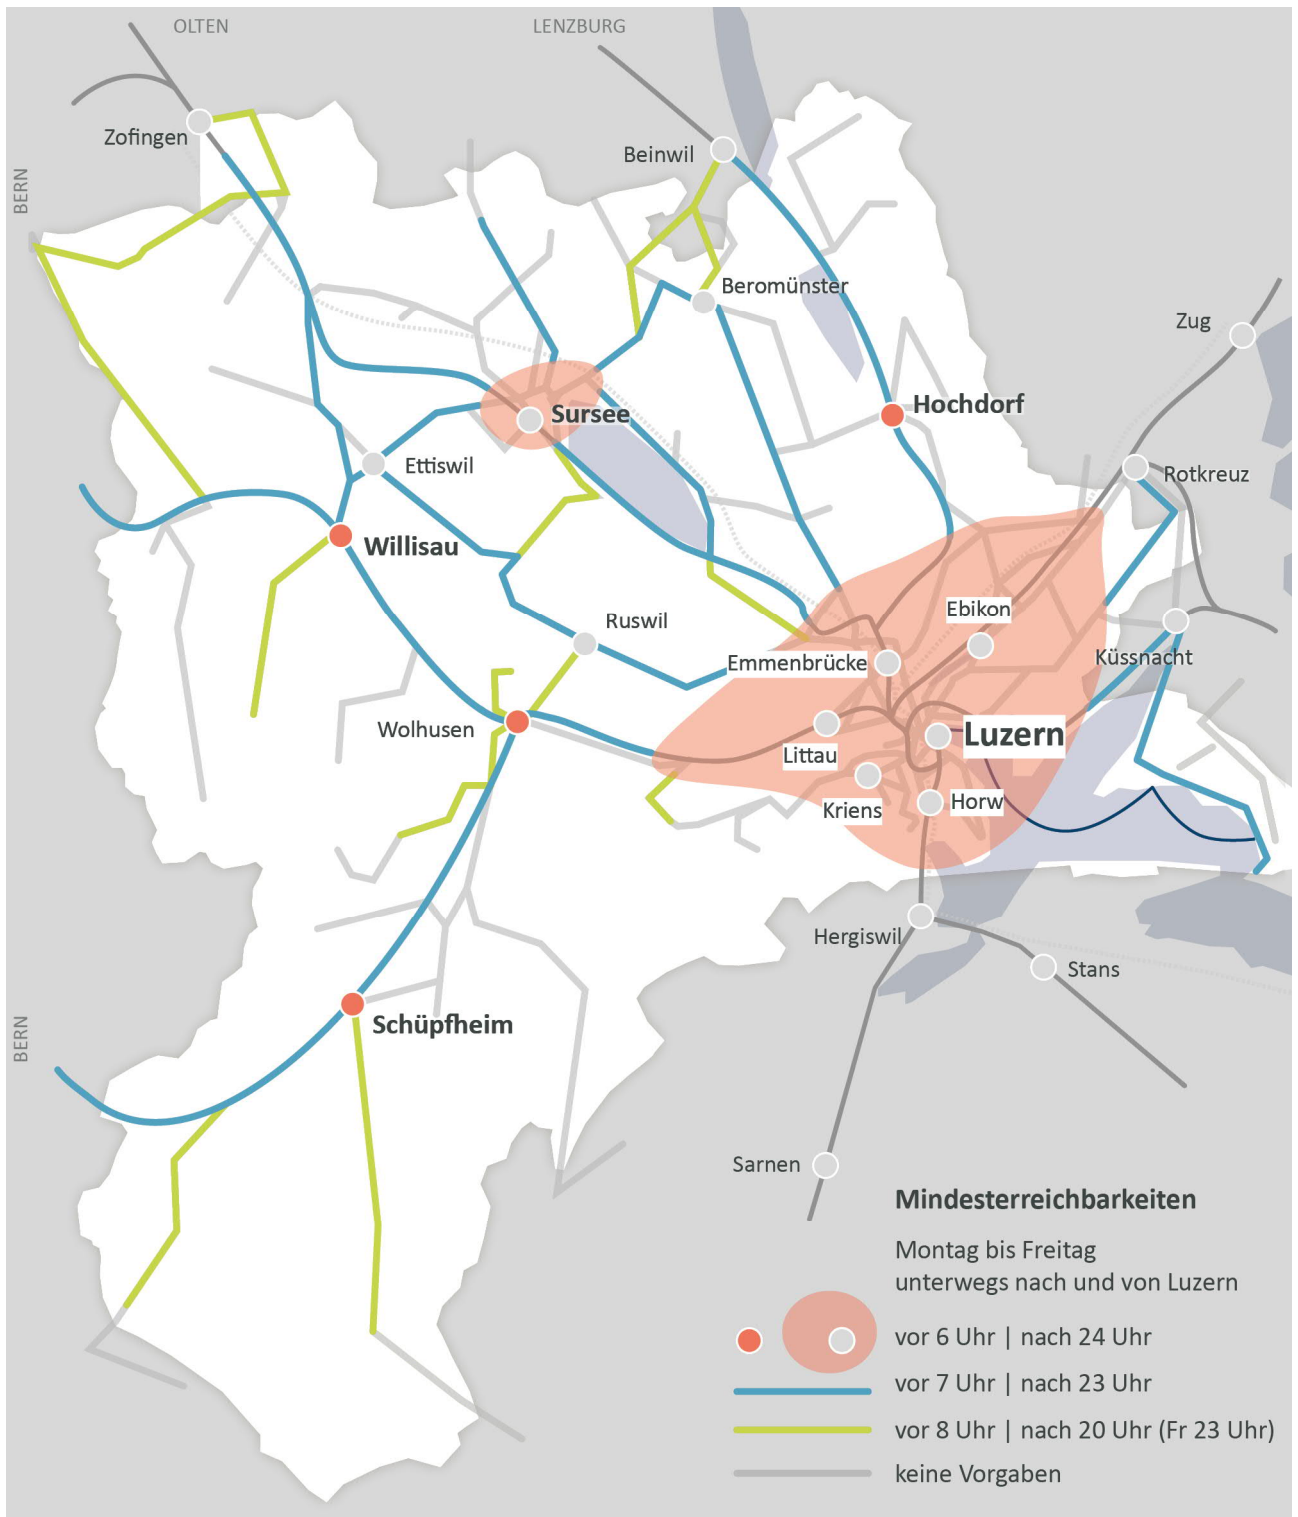 OLTEN
LENZBURG
Zofingen
Beinwil
BERN
Beromünster
Zug
Hochdorf
Sursee
Ettiswil
Rotkreuz
Willisau
Ebikon
Ruswil
Emmenbrücke
Küssnacht
Wolhusen
Luzern
Littau
Kriens
Horw
Hergiswil
Stans
Schüpfheim
BERN
Sarnen
Mindesterreichbarkeiten
Montag bis Freitag
unterwegs nach und von Luzern
vor 6 Uhr | nach 24 Uhr
vor 7 Uhr | nach 23 Uhr
vor 8 Uhr | nach 20 Uhr (Fr 23 Uhr)
keine Vorgaben